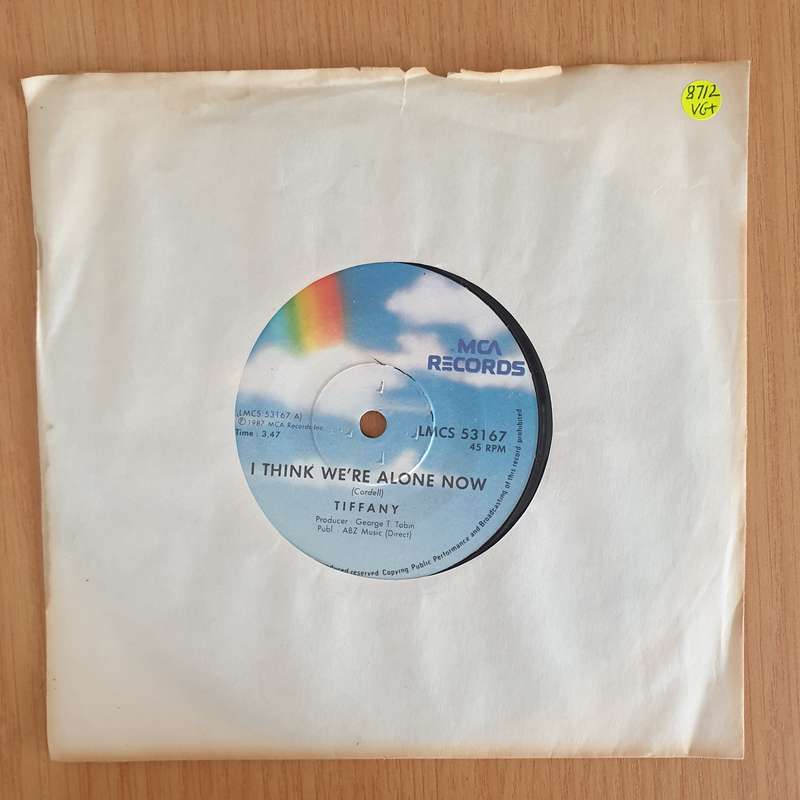 8712
VG+
MCA
RECORDS
LMCS 53167 A)
℗ 1987 MCA Records Inc.
Time : 3.47
LMCS 53167
45 RPM
I THINK WE'RE ALONE NOW
(Cordell)
TIFFANY
Producer George T. Tobin
Publ ABZ Music (Direct)
reserved Copying Public Performance and Broadcasting of this record prohibited